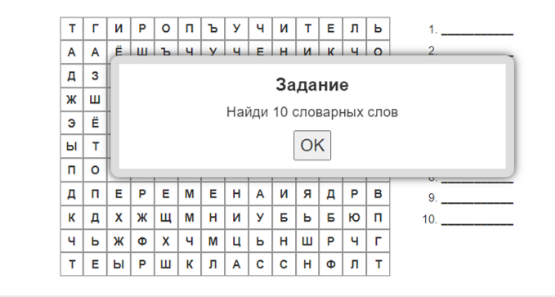 Т Г И Р О П Ъ У Ч И Т Е Л Ь
1.
А А Ё Ш Ъ Ч У Ч Е Н И К Ч О
2.
Д З
Ж Ш
Э Ё
Ы Т
П О
Задание
Найди 10 словарных слов
OK
Д П Е Р Е М Е Н А И Я Д Р В
9.
К Д Х Ж Щ М Н И У Б Ь Б Ю П
10.
Ч Ь Ж Ф Х Ч М Ц Ь Н Ш Р Ч Г
Т Е Ы Р Ш К Л А С С Н Ф Л Т